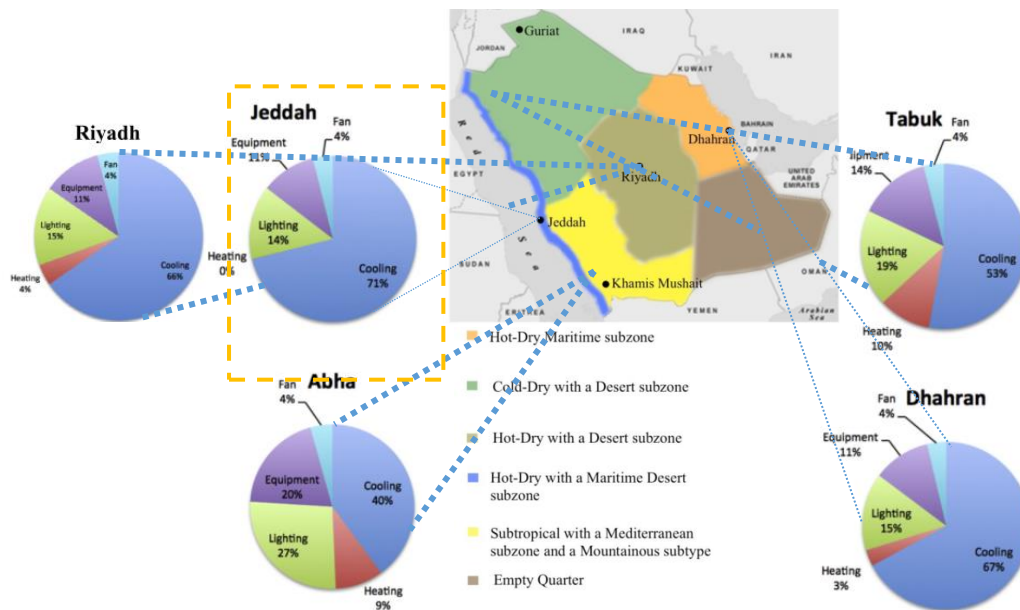 Riyadh
Fan
4%
Equipment
11%
Lighting
15%
Heating
4%
Cooling
66%
Jeddah
Fan
4%
Equipment
11%
Lighting
14%
Heating
0%
Cooling
71%
Guriat
IRAQ
JORDAN
IRAN
KUWAIT
Red
Sea
EGYPT
Dhahran
BAHRAIN
QATAR
Riyadh
UNITED
ARAB
EMIRATES
Jeddah
SUDAN
OMAN
Khamis Mushait
ERITREA
YEMEN
Arabian
Sea
Tabuk
Fan
4%
ipment
14%
Lighting
19%
Cooling
53%
Heating
10%
Hot-Dry Maritime subzone
Cold-Dry with a Desert subzone
Hot-Dry with a Desert subzone
Hot-Dry with a Maritime Desert
subzone
Subtropical with a Mediterranean
subzone and a Mountainous subtype
Empty Quarter
Abha
Fan
4%
Equipment
20%
Cooling
40%
Lighting
27%
Heating
9%
Dhahran
Fan
4%
Equipment
11%
Lighting
15%
Heating
3%
Cooling
67%